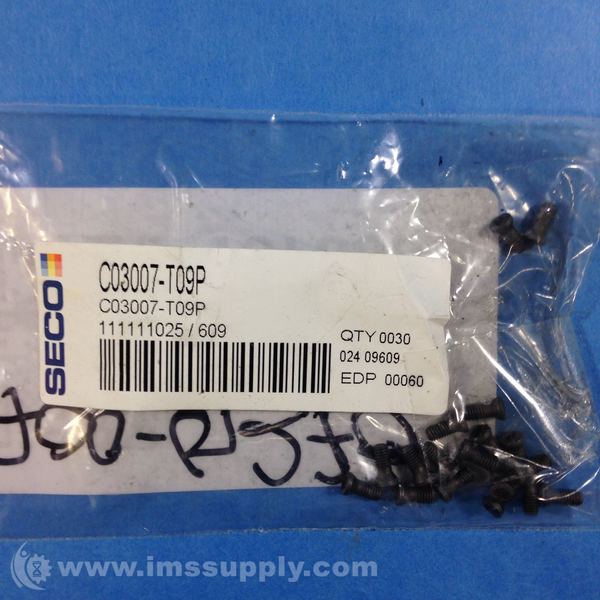 SECO
C03007-T09P
C03007-T09P
111111025 / 609
QTY 0030
024 09609
EDP 00060
www.imssupply.com